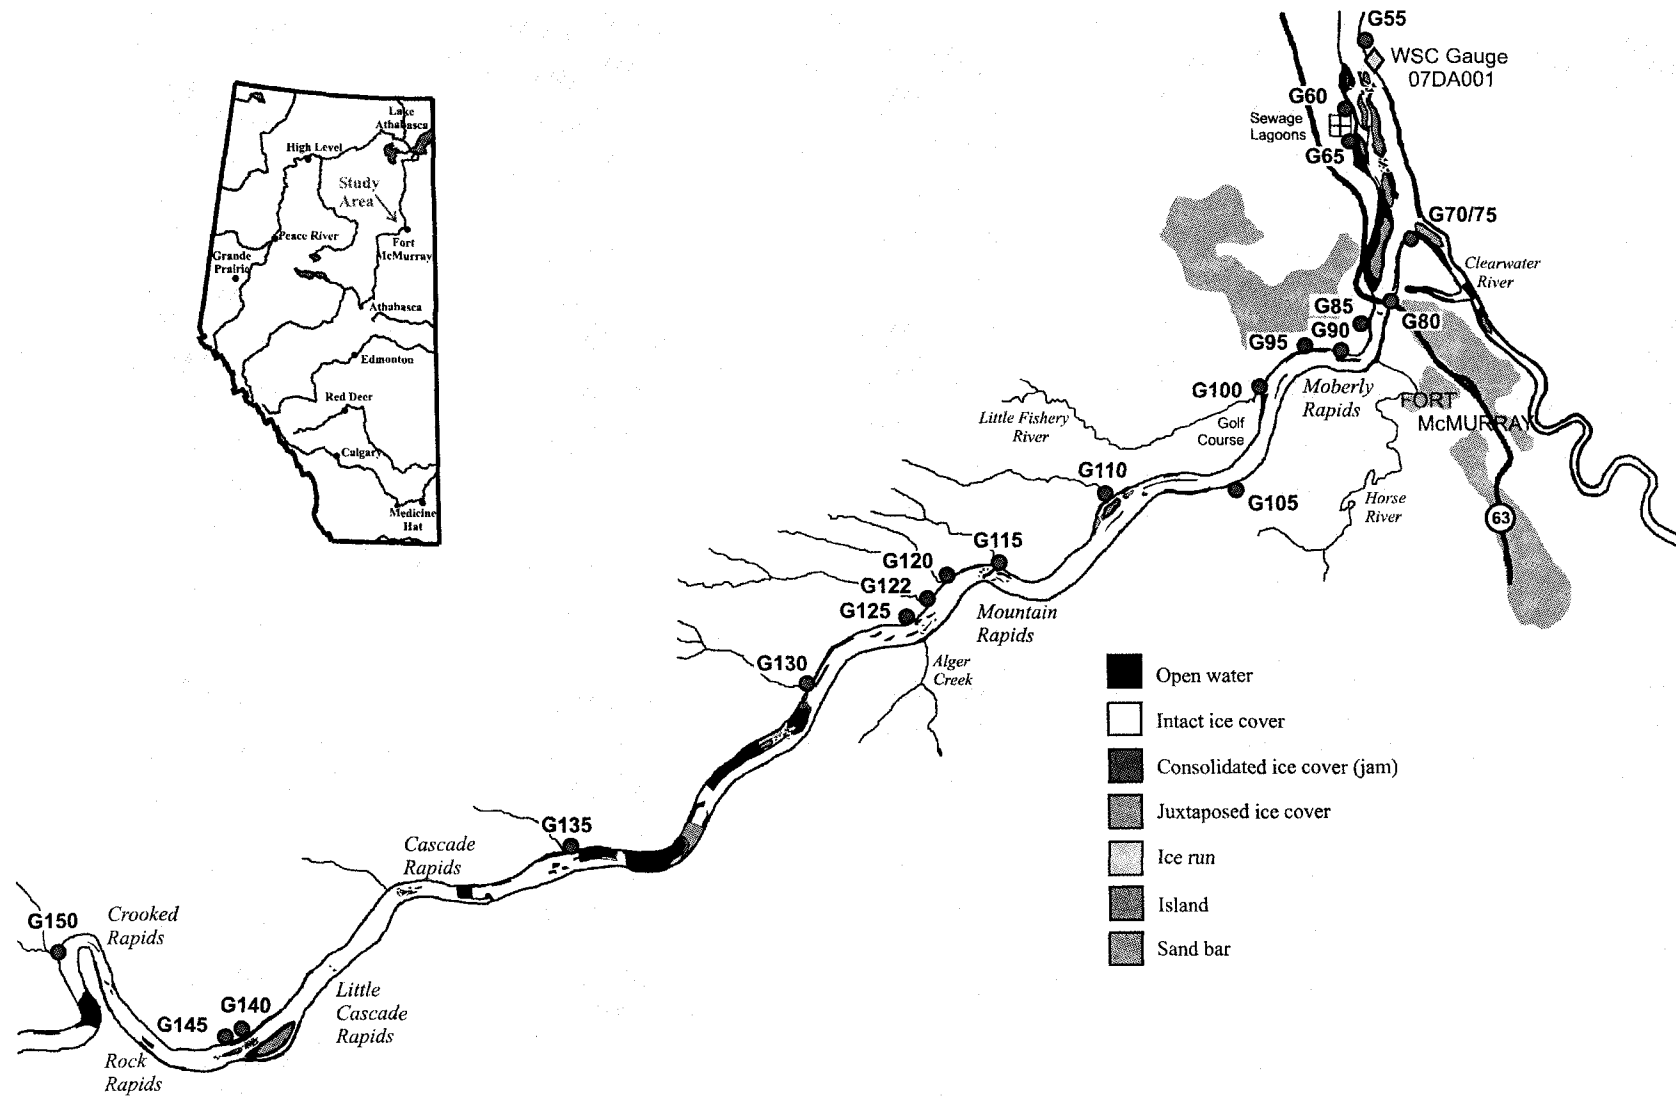 G55
WSC Gauge
07DA001
G60
Sewage
Lagoons
G65
G70/75
Clearwater
River
G85
G80
G90
G95
G100
Moberly
Rapids
FORT
McMURRAY
Little Fishery
River
Golf
Course
G110
G105
Horse
River
63
G115
G120
G122
G125
Mountain
Rapids
Alger
Creek
G130
G135
Cascade
Rapids
G150
Crooked
Rapids
G140
G145
Little
Cascade
Rapids
Rock
Rapids
Lake
Athabasca
High Level
Study
Area
Peace River
Fort
McMurray
Grande
Prairie
Athabasca
Edmonton
Red Deer
Calgary
Medicine
Hat
Open water
Intact ice cover
Consolidated ice cover (jam)
Juxtaposed ice cover
Ice run
Island
Sand bar